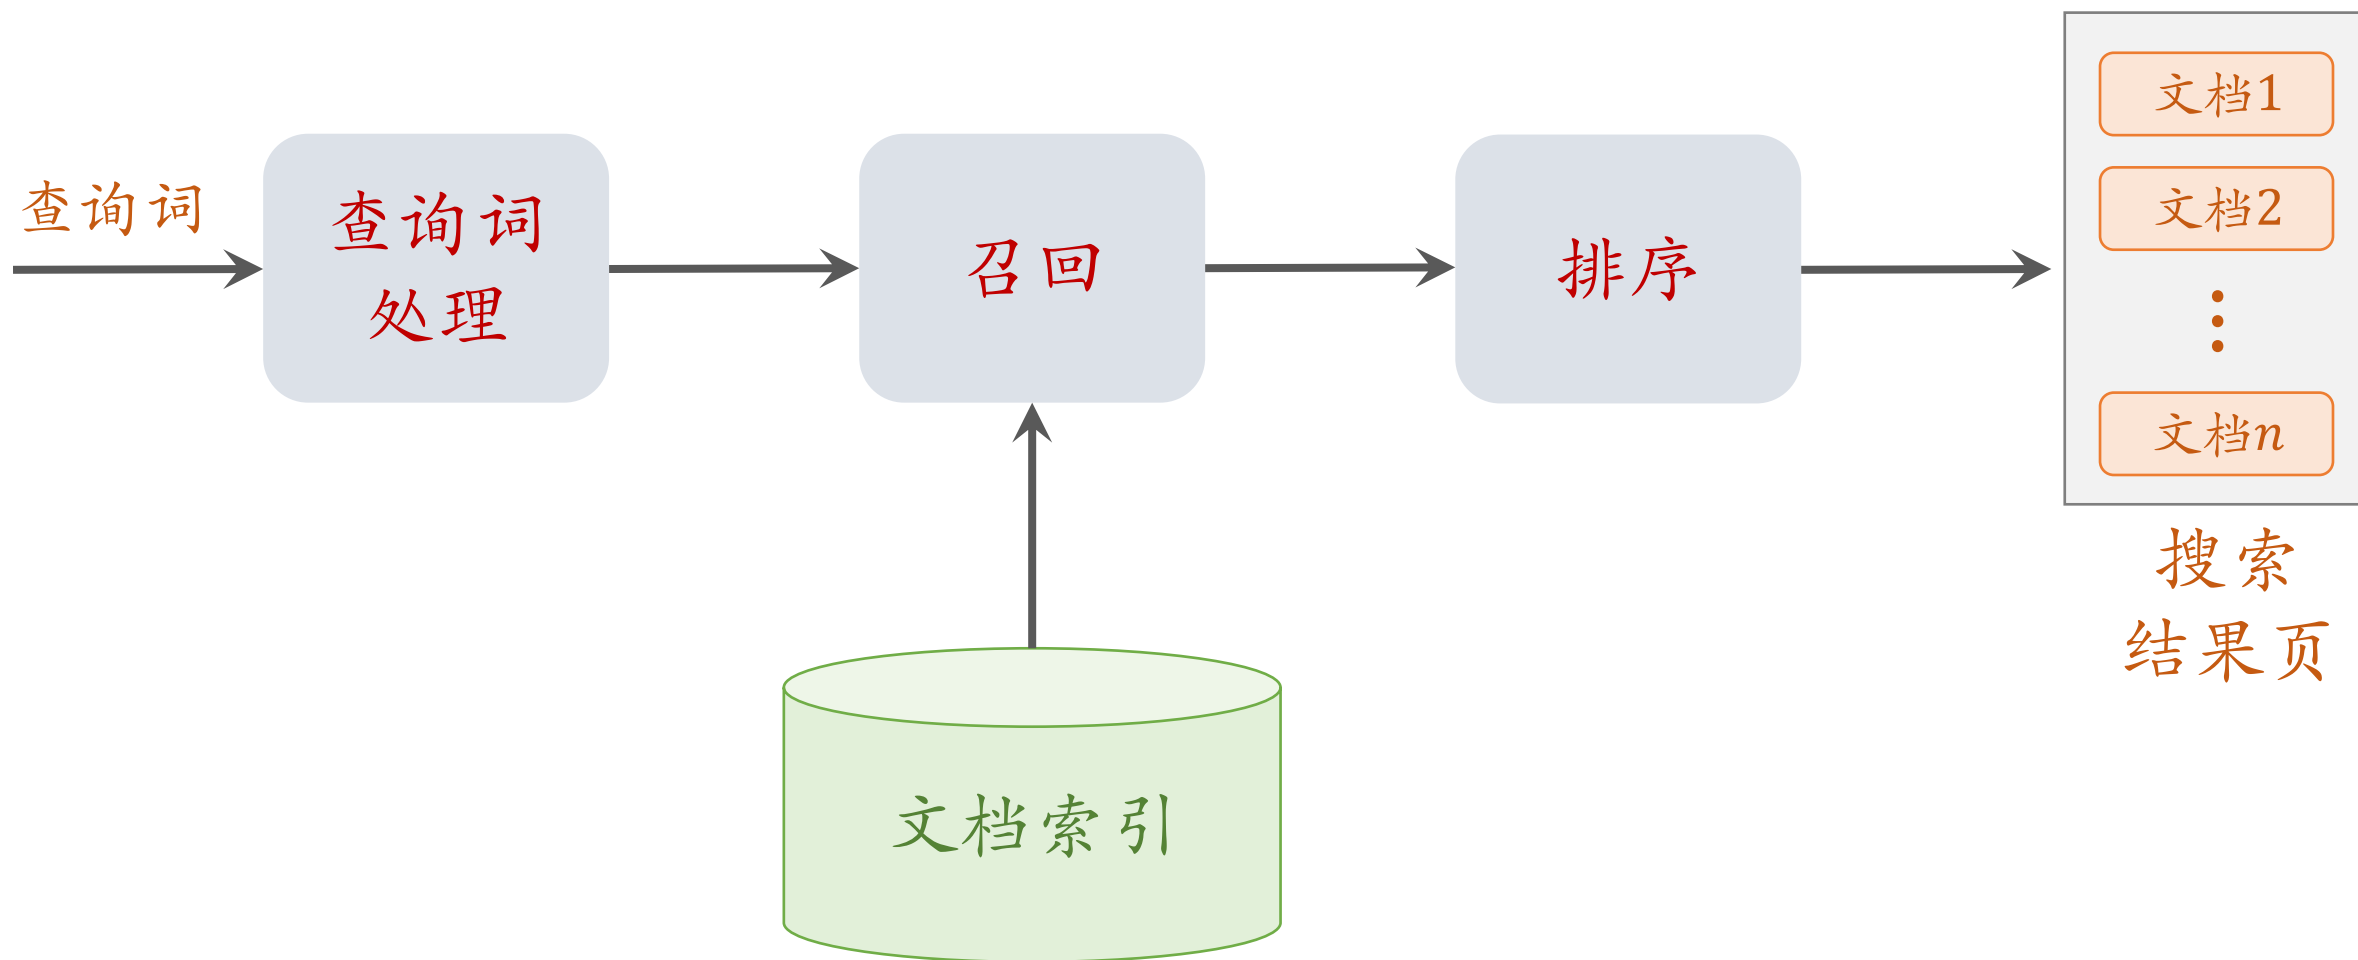 查询词
查询词
处理
召回
排序
文档1
文档2
文档n
搜索
结果页
文档索引